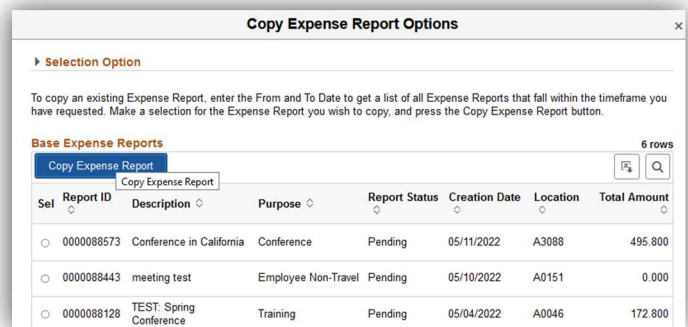 Copy Expense Report Options
×
Selection Option
To copy an existing Expense Report, enter the From and To Date to get a list of all Expense Reports that fall within the timeframe you
have requested. Make a selection for the Expense Report you wish to copy, and press the Copy Expense Report button.
Base Expense Reports 6 rows
Copy Expense Report
Copy Expense Report
Sel Report ID Description Purpose Report Status Creation Date Location Total Amount
0000088573 Conference in California Conference Pending 05/11/2022 A3088 495.800
0000088443 meeting test Employee Non-Travel Pending 05/10/2022 A0151 0.000
0000088128 TEST: Spring Conference Training Pending 05/04/2022 A0046 172.800